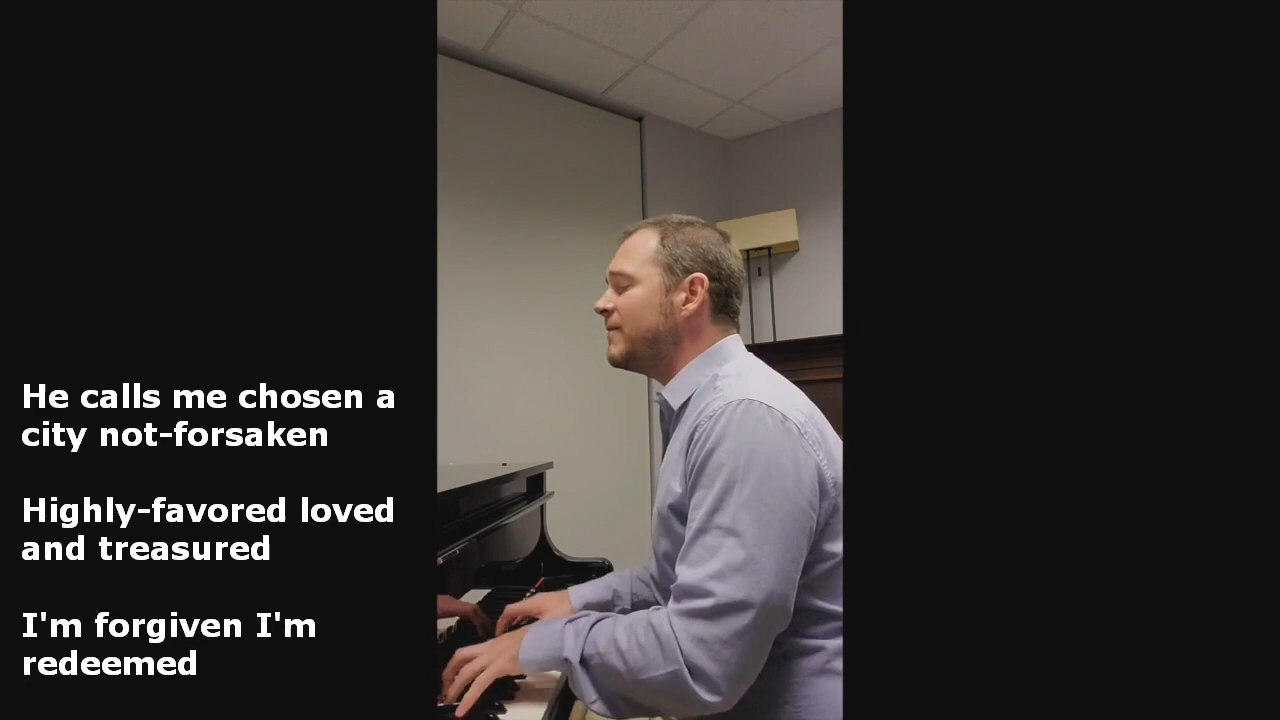 He calls me chosen a
city not-forsaken
Highly-favored loved
and treasured
I'm forgiven I'm
redeemed